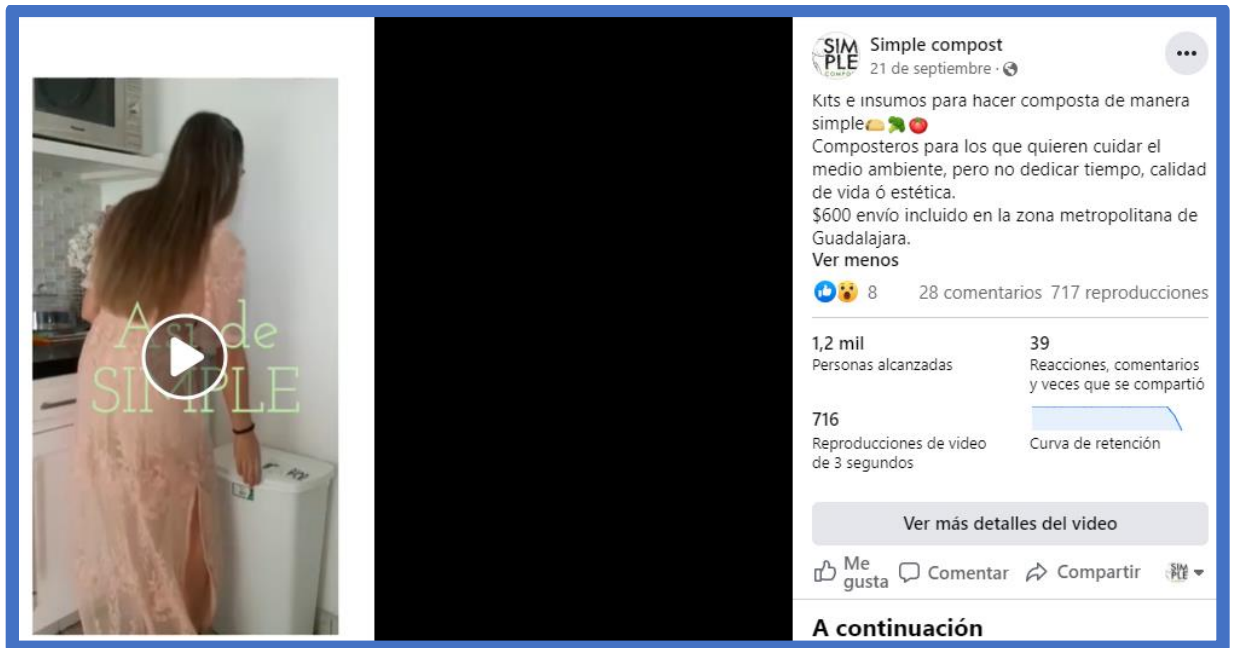 Así de
SIMPLE
SIM
PLE
COMPO
Simple compost
21 de septiembre ·
Kits e insumos para hacer composta de manera
simple
Composteros para los que quieren cuidar el
medio ambiente, pero no dedicar tiempo, calidad
de vida ó estética.
$600 envío incluido en la zona metropolitana de
Guadalajara.
Ver menos
8 28 comentarios 717 reproducciones
1,2 mil
Personas alcanzadas
39
Reacciones, comentarios
y veces que se compartió
716
Reproducciones de video
de 3 segundos
Curva de retención
Ver más detalles del video
Me gusta
Comentar
Compartir
SIM
PLE
A continuación